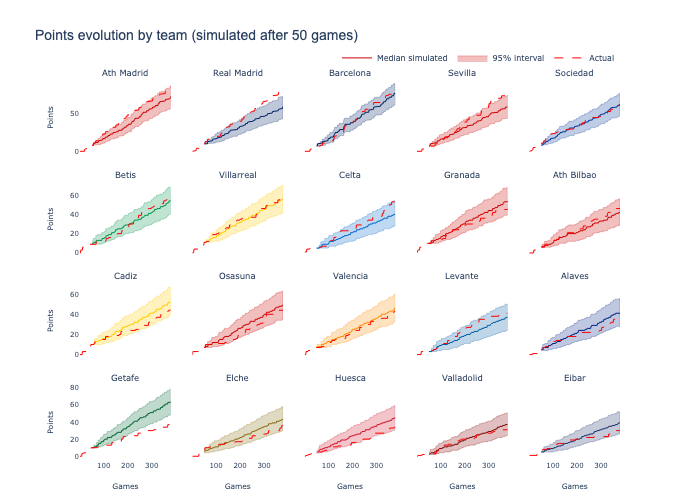 Points evolution by team (simulated after 50 games)
Median simulated 95% interval Actual
Ath Madrid Real Madrid Barcelona Sevilla Sociedad
Points
50
0
Betis Villarreal Celta Granada Ath Bilbao
Points
60
40
20
0
Cadiz Osasuna Valencia Levante Alaves
Points
60
40
20
0
Getafe Elche Huesca Valladolid Eibar
Points
80
60
40
20
0
100 200 300 100 200 300 100 200 300 100 200 300 100 200 300
Games Games Games Games Games